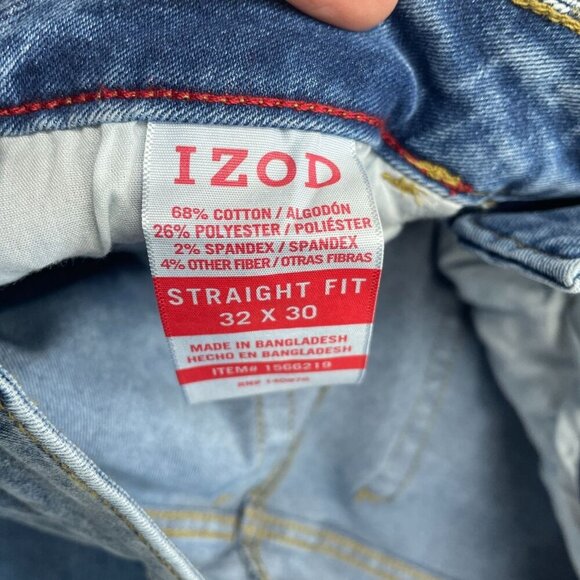 IZOD
68% COTTON / ALGODÓN
26% POLYESTER / POLIÉSTER
2% SPANDEX / SPANDEX
4% OTHER FIBER / OTRAS FIBRAS
STRAIGHT FIT
32 X 30
MADE IN BANGLADESH
HECHO EN BANGLADESH
ITEM# 1566219
RN#